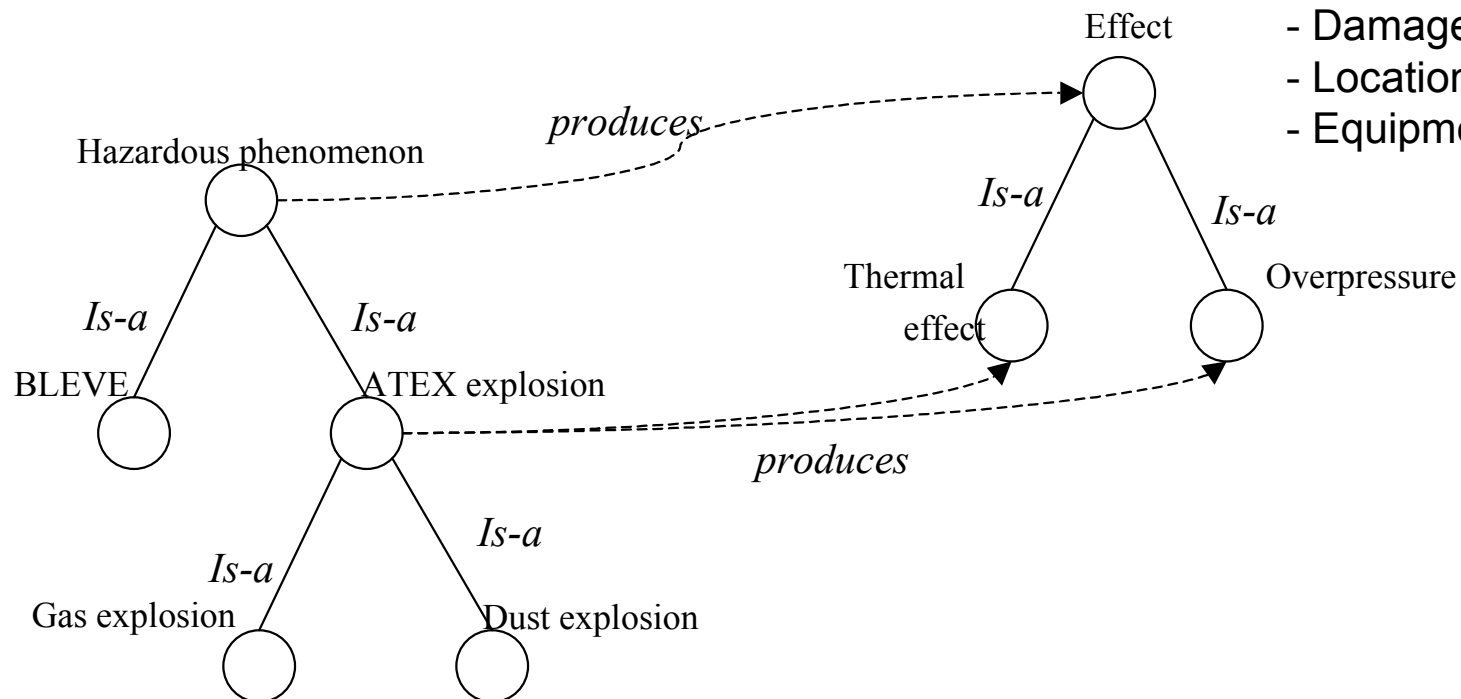 Effect
- Damage
- Location
- Equipme
produces
Hazardous phenomenon
Is-a
Is-a
Thermal
effect
Overpressure
Is-a
Is-a
BLEVE
ATEX explosion
produces
Is-a
Is-a
Gas explosion
Dust explosion